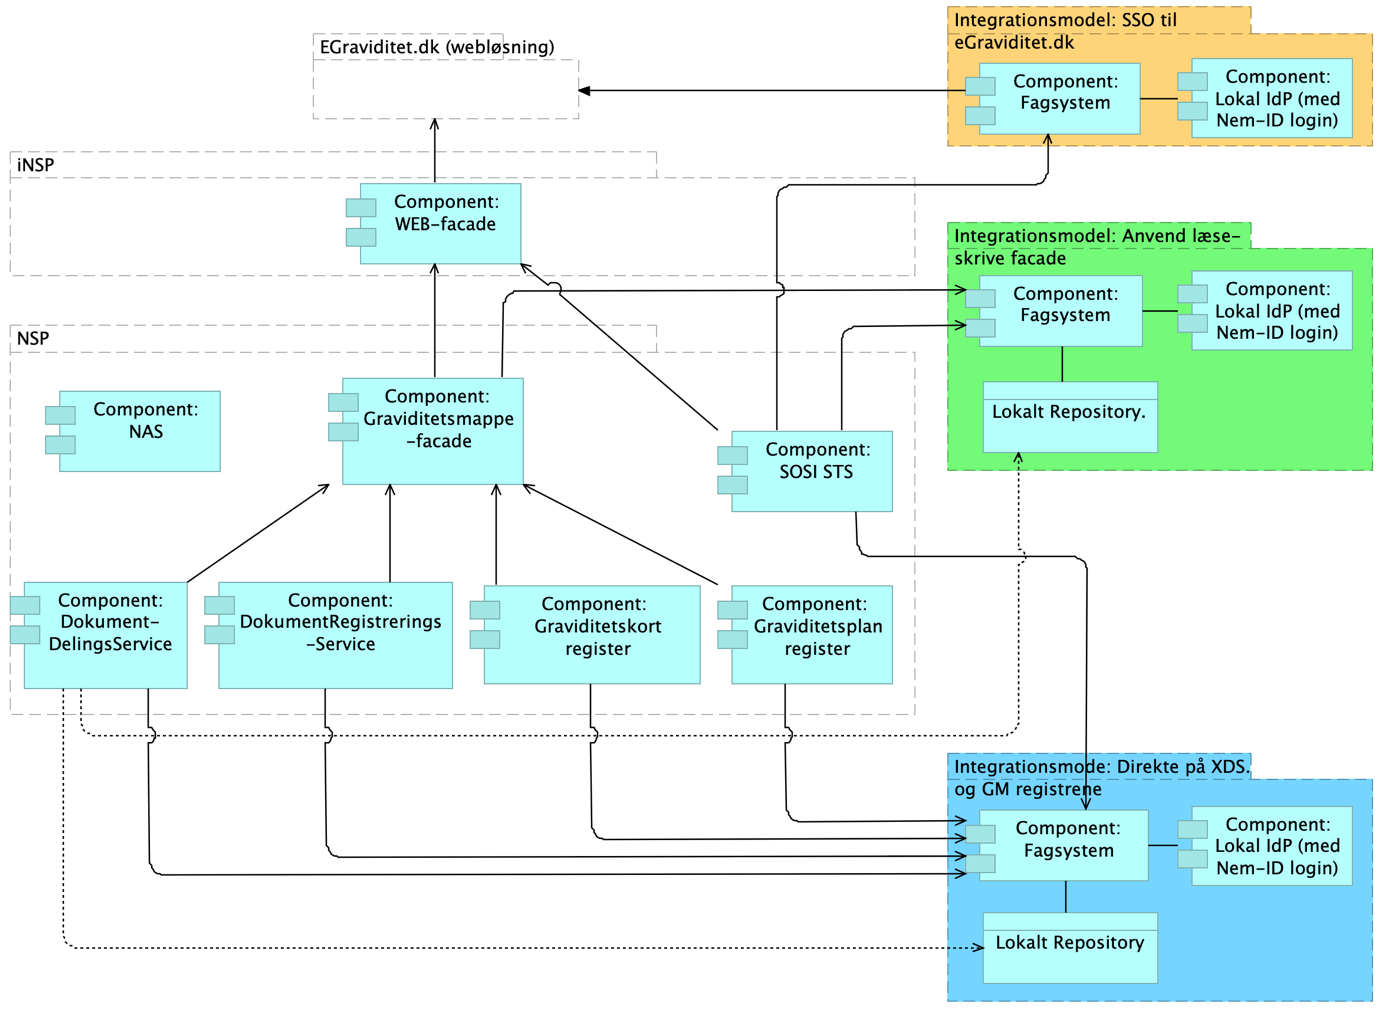 EGraviditet.dk (webløsning)
Integrationsmodel: SSO til
eGraviditet.dk
Component:
Fagsystem
Component:
Lokal IdP (med
Nem-ID login)
iNSP
Component:
WEB-facade
Integrationsmodel: Anvend læse-
skrive facade
Component:
Fagsystem
Component:
Lokal IdP (med
Nem-ID login)
Lokalt Repository.
NSP
Component:
NAS
Component:
Graviditetsmappe
-facade
Component:
SOSI STS
Component:
Dokument-
DelingsService
Component:
DokumentRegistrerings
-Service
Component:
Graviditetskort
register
Component:
Graviditetsplan
register
Integrationsmode: Direkte på XDS.
og GM registrene
Component:
Fagsystem
Component:
Lokal IdP (med
Nem-ID login)
Lokalt Repository